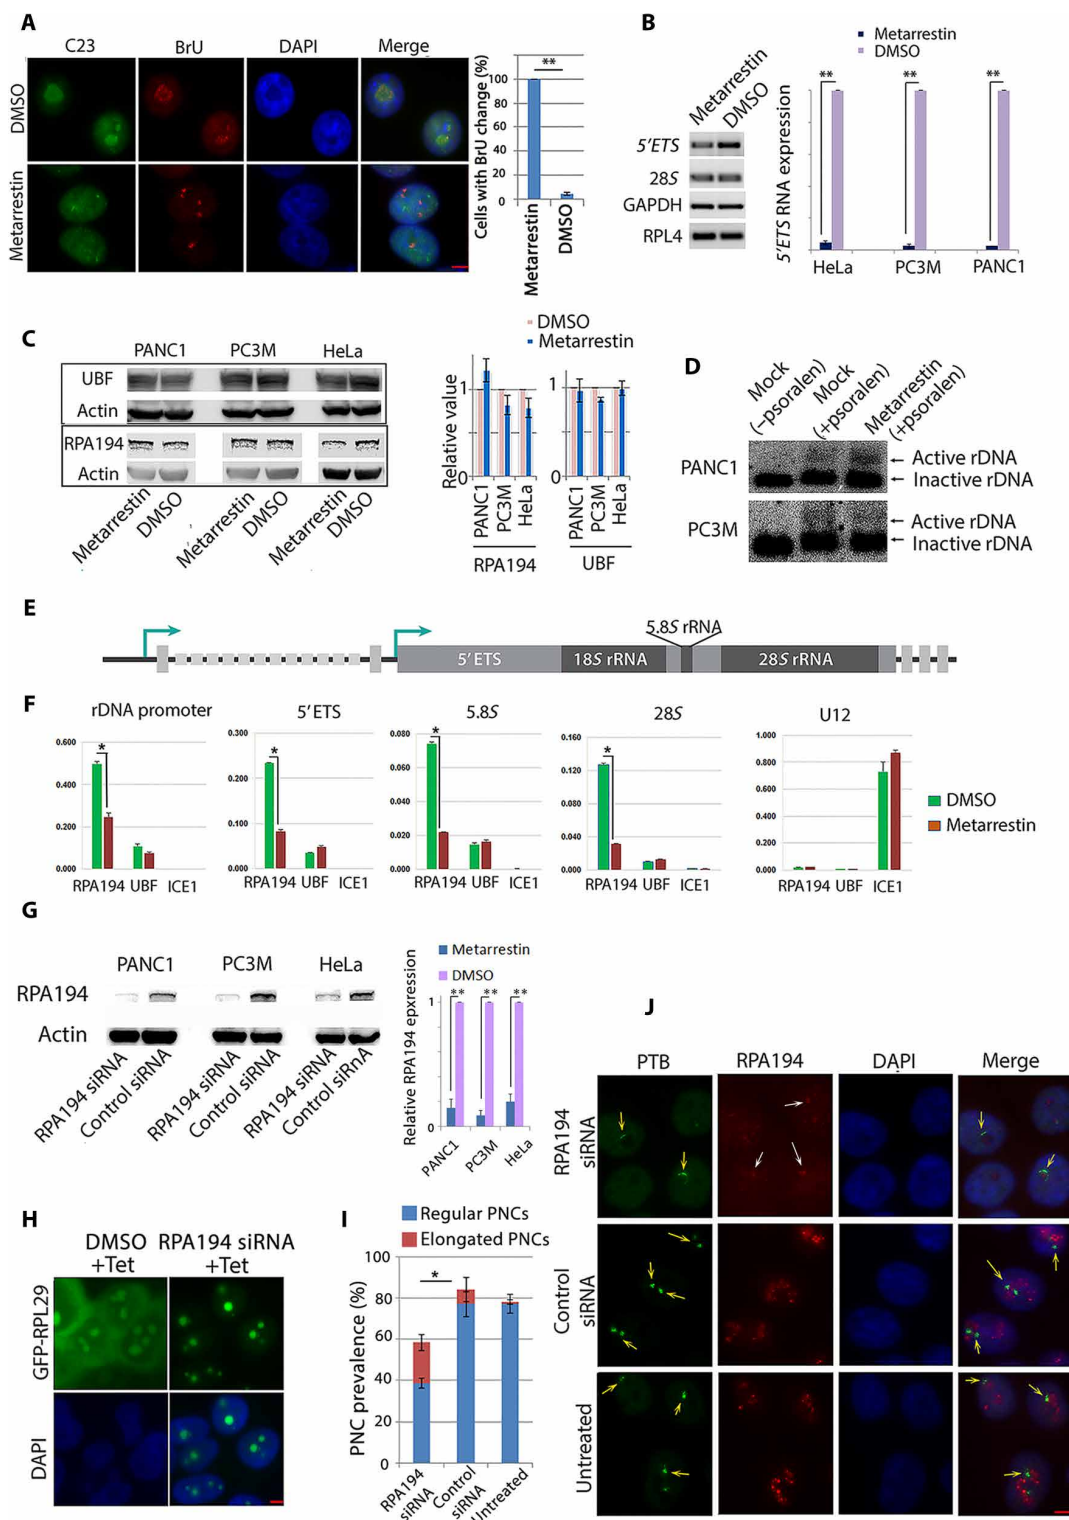 A
C23 BrU DAPI Merge
DMSO
Metarrestin
Cells with BrU change (%)
**
100
80
60
40
20
0
Metarrestin
DMSO
B
Metarrestin
DMSO
Metarrestin
DMSO
5'ETS
28S
GAPDH
RPL4
5'ETS RNA expression
** ** **
HeLa PC3M PANC1
C
PANC1 PC3M HeLa
UBF
Actin
RPA194
Actin
Metarrestin
DMSO
Metarrestin
DMSO
Metarrestin
DMSO
DMSO
Metarrestin
Relative value
1
0
1
0
PANC1
PC3M
HeLa
PANC1
PC3M
HeLa
RPA194 UBF
D
Mock
(–psoralen)
Mock
(+psoralen)
Metarrestin
(+psoralen)
PANC1
Active rDNA
Inactive rDNA
PC3M
Active rDNA
Inactive rDNA
E
5.8S rRNA
5' ETS 18S rRNA 28S rRNA
F
rDNA promoter
0.600
0.400
0.200
0.000
*
RPA194 UBF ICE1
5' ETS
0.300
0.200
0.100
0.000
*
RPA194 UBF ICE1
5.8S
0.080
0.060
0.040
0.020
0.000
*
RPA194 UBF ICE1
28S
0.160
0.120
0.080
0.040
0.000
*
RPA194 UBF ICE1
U12
1.000
0.800
0.600
0.400
0.200
0.000
RPA194 UBF ICE1
DMSO
Metarrestin
G
PANC1 PC3M HeLa
RPA194
Actin
RPA194 siRNA
Control siRNA
RPA194 siRNA
Control siRNA
RPA194 siRNA
Control siRnA
Metarrestin
DMSO
Relative RPA194 epxression
1
0
** ** **
PANC1
PC3M
HeLa
H
DMSO RPA194 siRNA
+Tet +Tet
GFP-RPL29
DAPI
I
Regular PNCs
Elongated PNCs
PNC prevalence (%)
100
80
60
40
20
0
*
RPA194
siRNA
Control
siRNA
Untreated
J
PTB RPA194 DAPI Merge
RPA194
siRNA
Control
siRNA
Untreated